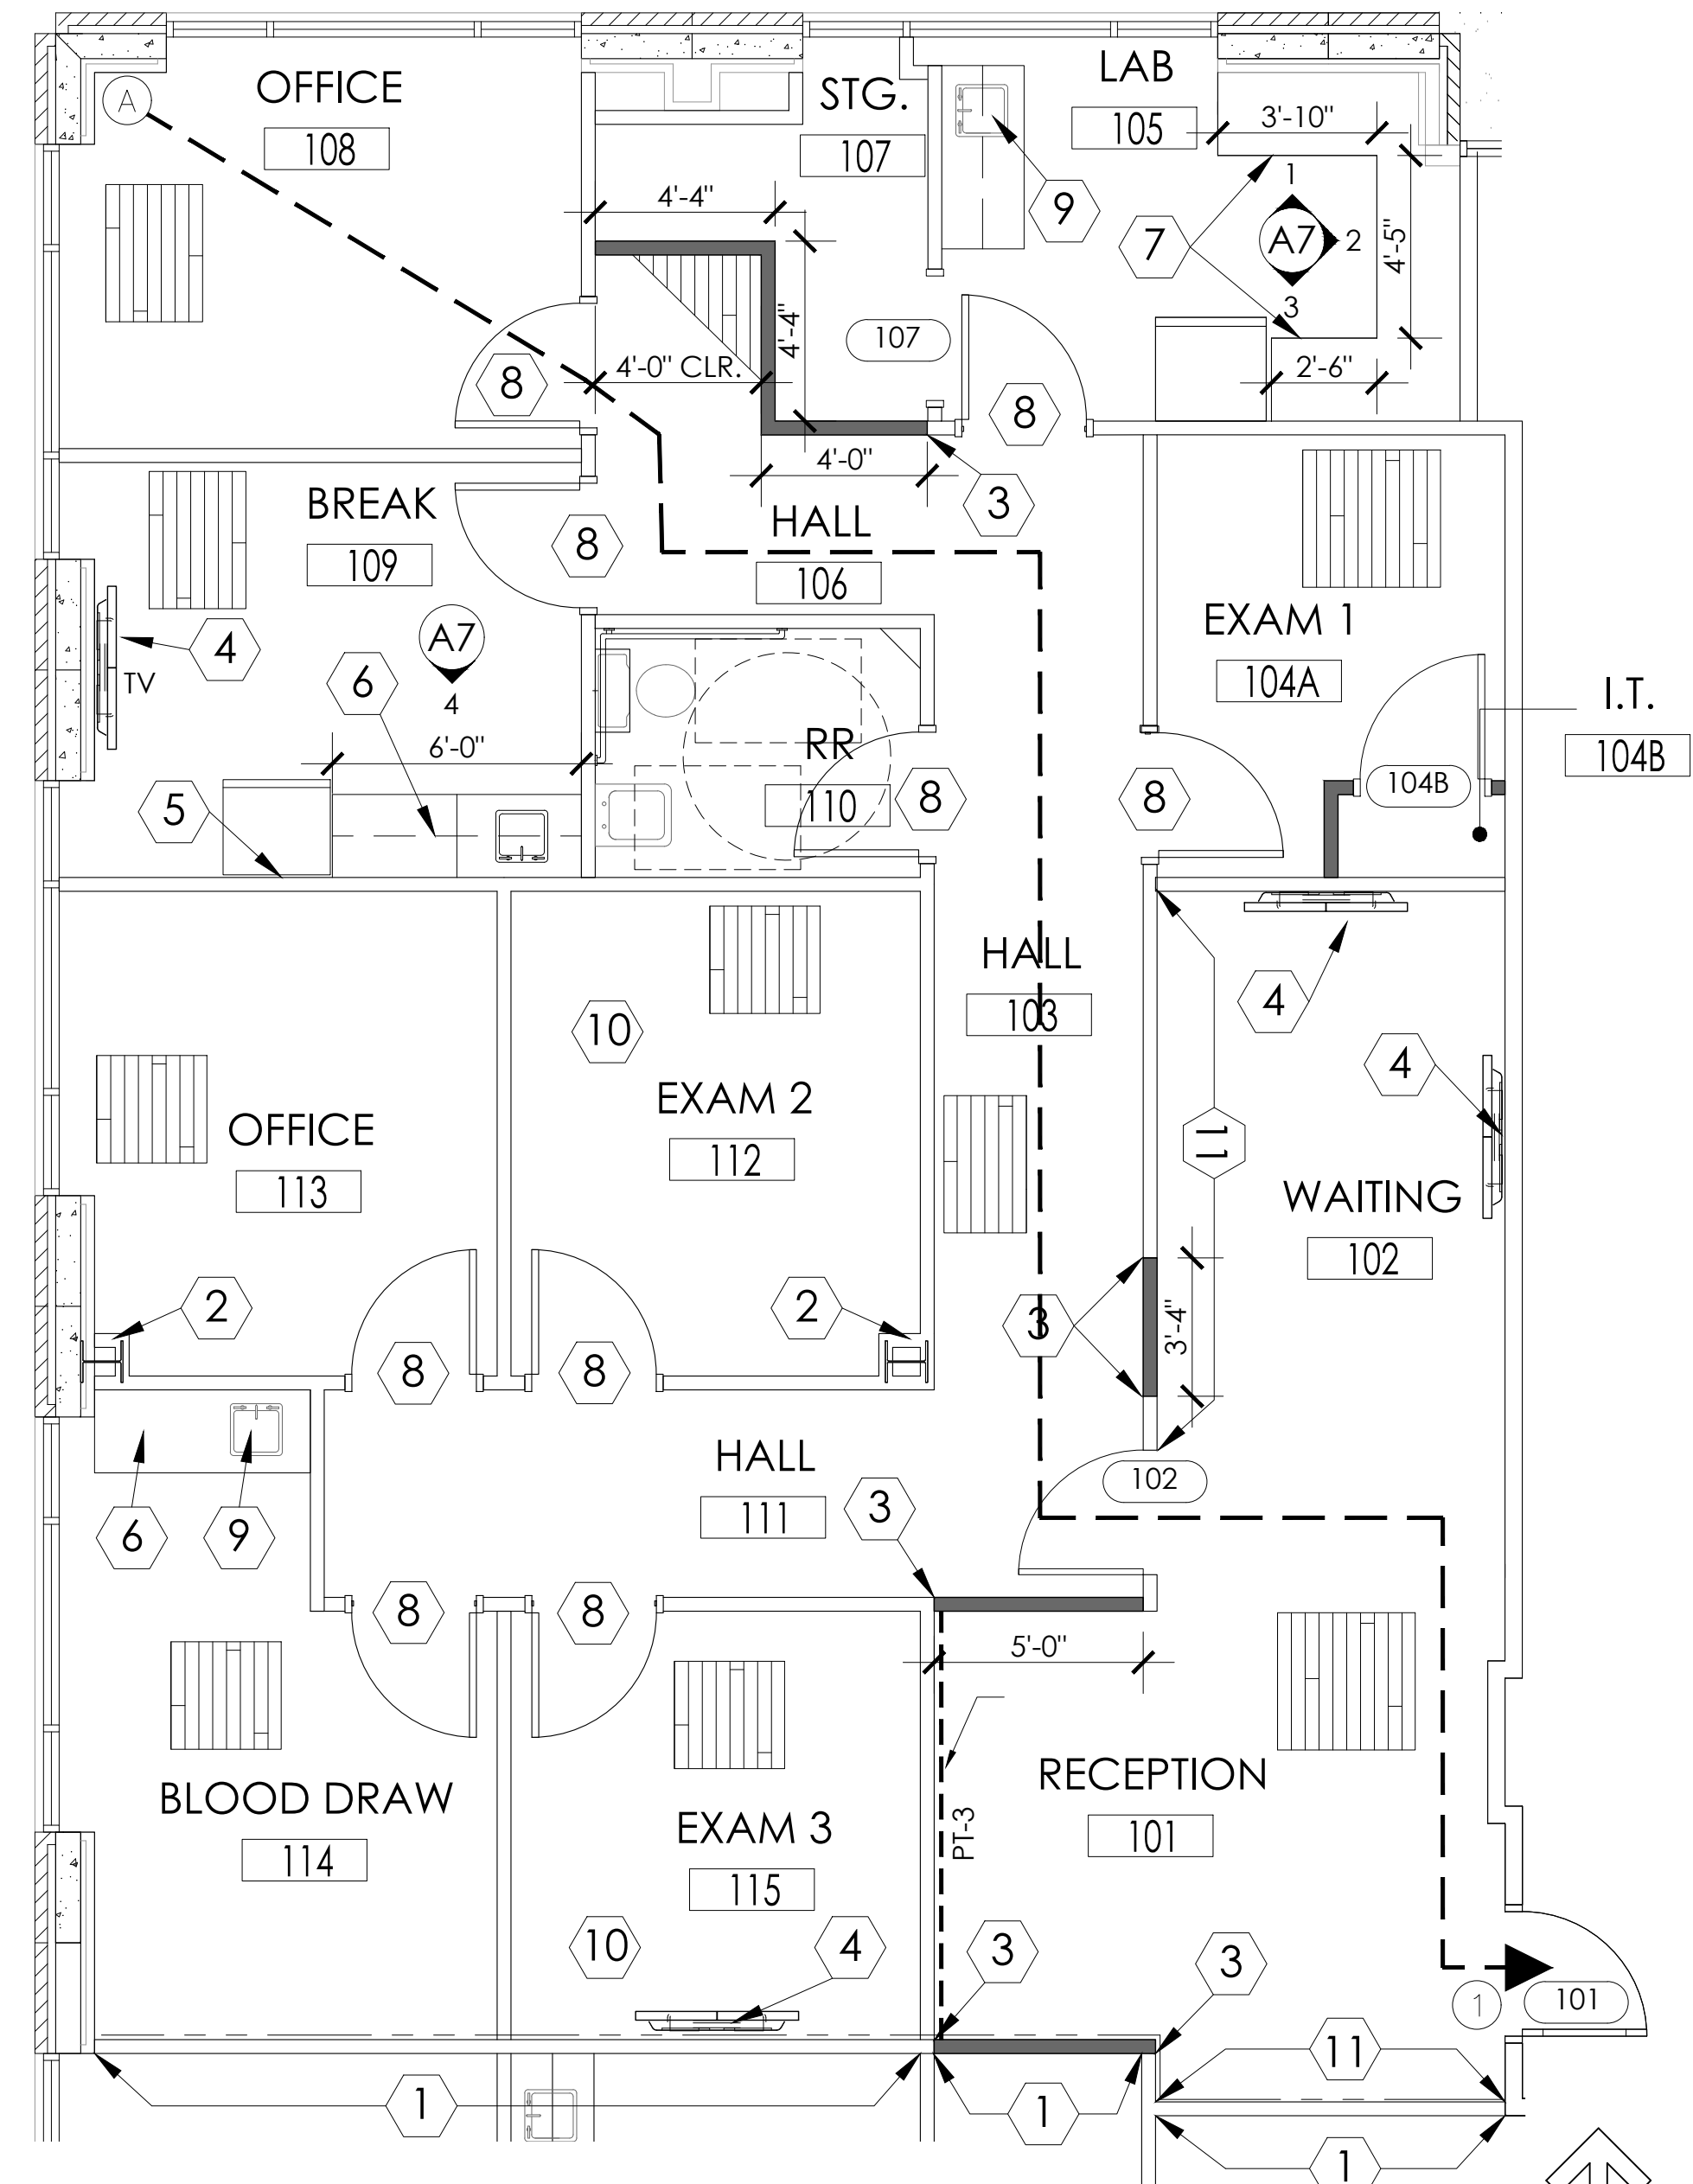 A
OFFICE
108
STG.
107
LAB
105
3'-10"
9
7
1
A7
2
3
4'-5"
4'-4"
4'-4"
107
4'-0" CLR.
2'-6"
8
8
4'-0"
3
BREAK
109
8
HALL
106
EXAM 1
104A
4
TV
A7
4
6
6'-0"
5
RR
110
8
8
104B
I.T.
104B
HALL
103
4
4
10
EXAM 2
112
OFFICE
113
11
WAITING
102
2
2
3
3'-4"
8
8
HALL
111
3
102
6
9
8
8
5'-0"
BLOOD DRAW
114
EXAM 3
115
PT-3
RECEPTION
101
10
4
3
3
1
101
11
1
1
1